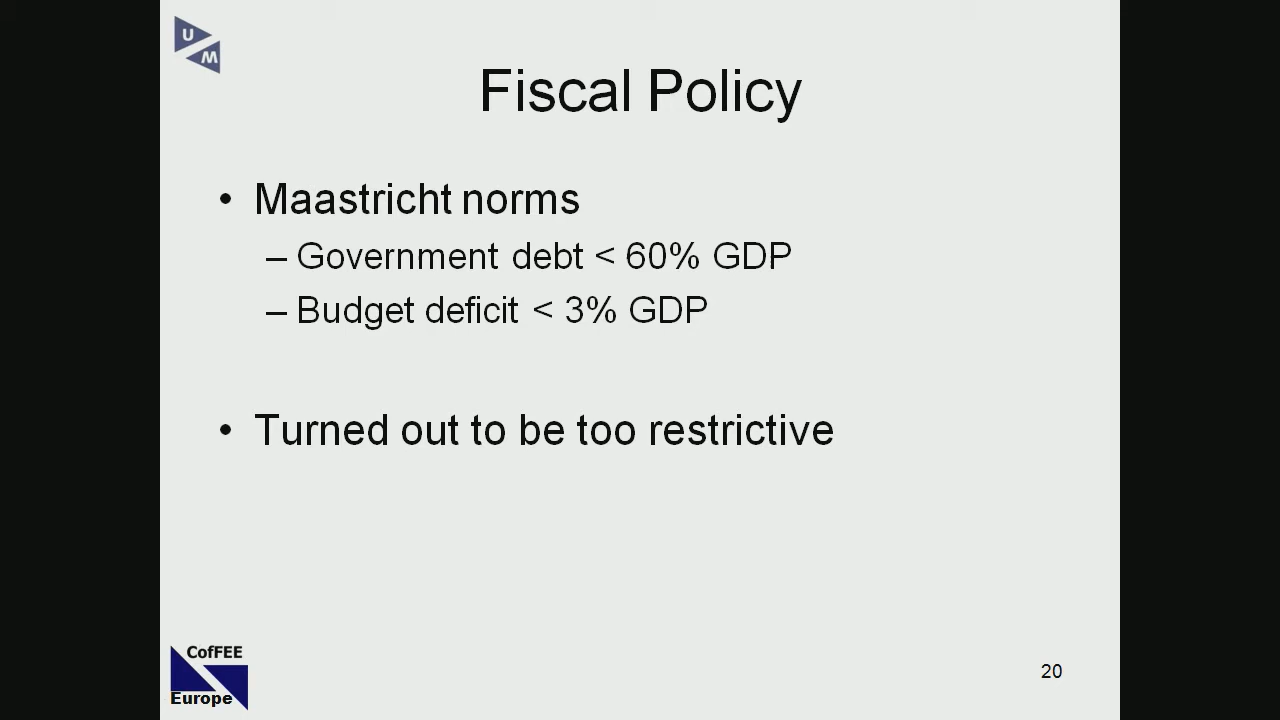 U
M
Fiscal Policy
• Maastricht norms
– Government debt < 60% GDP
– Budget deficit < 3% GDP
• Turned out to be too restrictive
CofFEE
Europe
20